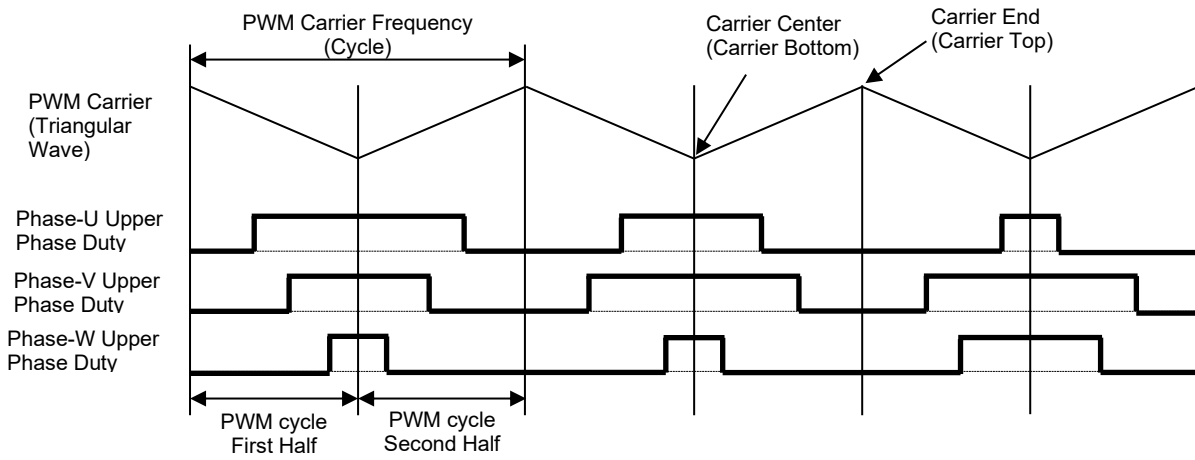 PWM Carrier Frequency
(Cycle)
Carrier Center
(Carrier Bottom)
Carrier End
(Carrier Top)
PWM Carrier
(Triangular
Wave)
Phase-U Upper
Phase Duty
Phase-V Upper
Phase Duty
Phase-W Upper
Phase Duty
PWM cycle
First Half
PWM cycle
Second Half